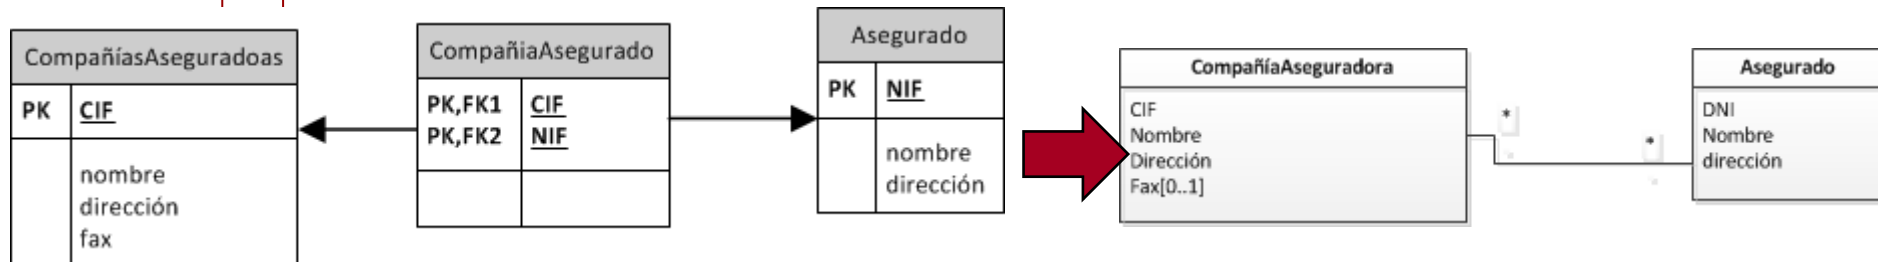 CompañíasAseguradoas
PK CIF
nombre
dirección
fax
CompañiaAsegurado
PK,FK1 CIF
PK,FK2 NIF
Asegurado
PK NIF
nombre
dirección
CompañíaAseguradora
CIF
Nombre
Dirección
Fax[0..1]
*
*
Asegurado
DNI
Nombre
dirección